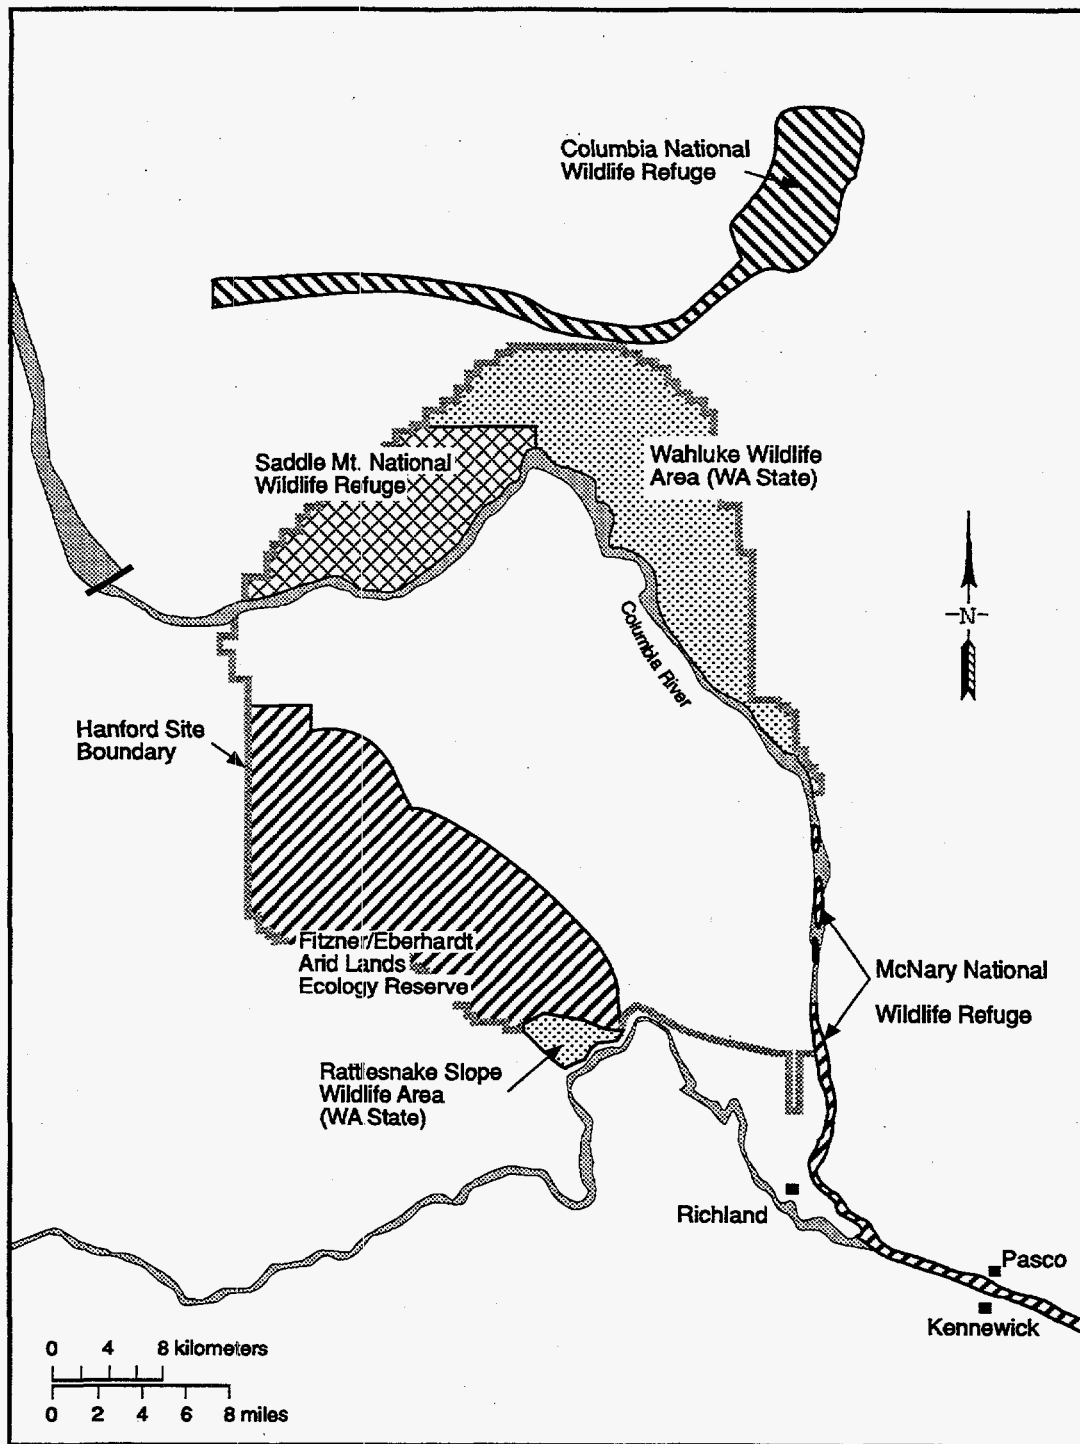 Columbia National
Wildlife Refuge
Saddle Mt. National
Wildlife Refuge
Wahluke Wildlife
Area (WA State)
-N-
Columbia River
Hanford Site
Boundary
Fitzner/Eberhardt
Arid Lands
Ecology Reserve
McNary National
Wildlife Refuge
Rattlesnake Slope
Wildlife Area
(WA State)
Richland
Pasco
Kennewick
0 4 8 kilometers
0 2 4 6 8 miles